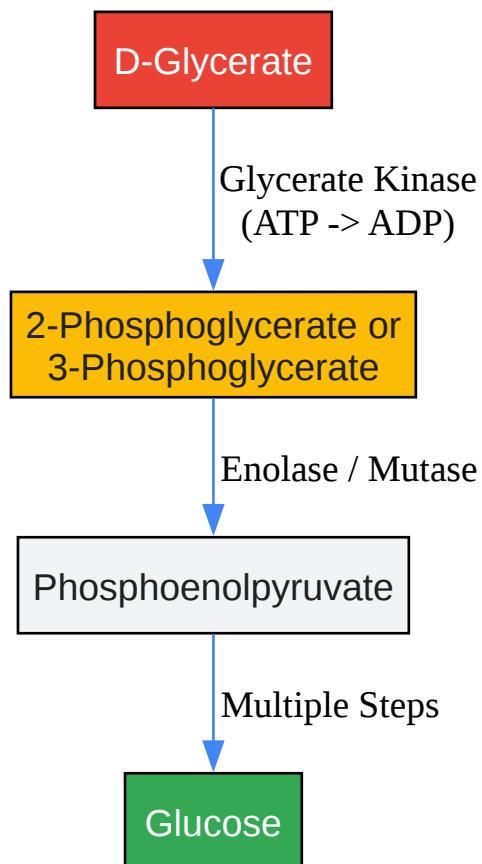 D-Glycerate
Glycerate Kinase
(ATP -> ADP)
2-Phosphoglycerate or
3-Phosphoglycerate
Enolase / Mutase
Phosphoenolpyruvate
Multiple Steps
Glucose